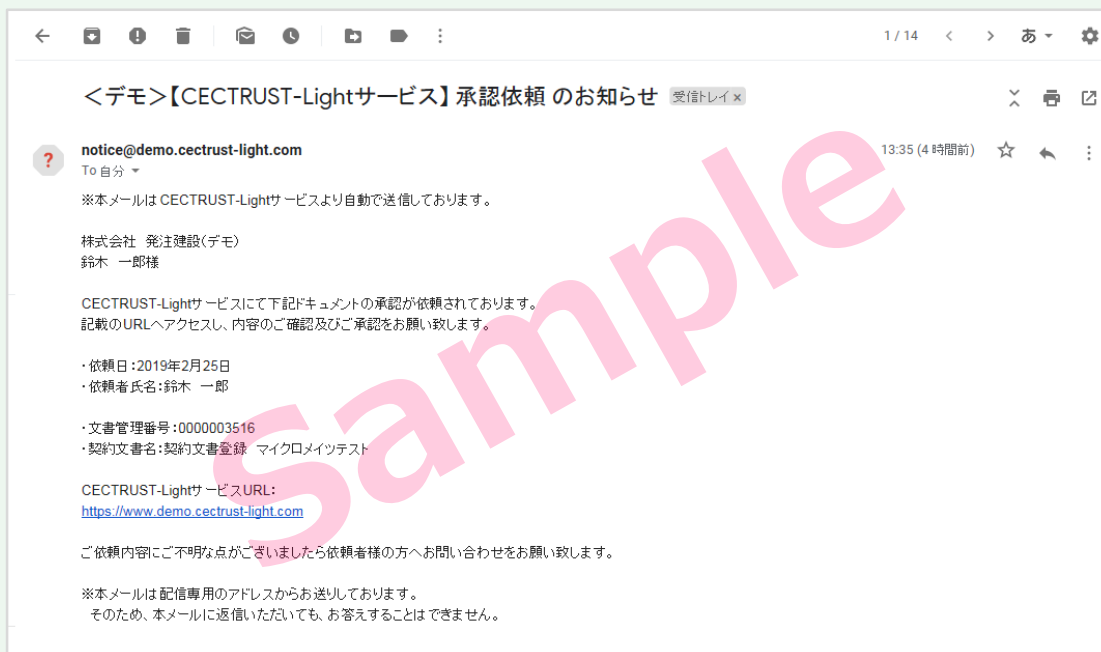 1 / 14
あ
＜デモ＞【CECTRUST-Lightサービス】 承認依頼 のお知らせ 受信トレイ ×
notice@demo.cectrust-light.com
13:35 (4 時間前)
To 自分
※本メールは CECTRUST-Lightサービスより自動で送信しております。
株式会社　発注建設(デモ)
鈴木　一郎様
CECTRUST-Lightサービスにて下記ドキュメントの承認が依頼されております。
記載のURLへアクセスし、内容のご確認及びご承認をお願い致します。
・依頼日：2019年2月25日
・依頼者氏名：鈴木　一郎
・文書管理番号：0000003516
・契約文書名：契約文書登録　マイクロメイツテスト
CECTRUST-LightサービスURL：
https://www.demo.cectrust-light.com
ご依頼内容にご不明な点がございましたら依頼者様の方へお問い合わせをお願い致します。
※本メールは配信専用のアドレスからお送りしております。
そのため、本メールに返信いただいても、お答えすることはできません。
Sample